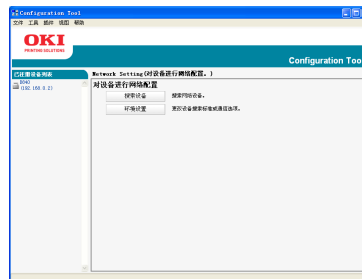 Configuration Tool
文件 工具 插件 视图 帮助
OKI
PRINTING SOLUTIONS
Configuration Too
已注册设备列表
Network Setting(对设备进行网络配置。)
(192.168.0.2)
对设备进行网络配置
搜索设备 搜索网络设备。
环境设置 更改设备搜索标准或通信选项。